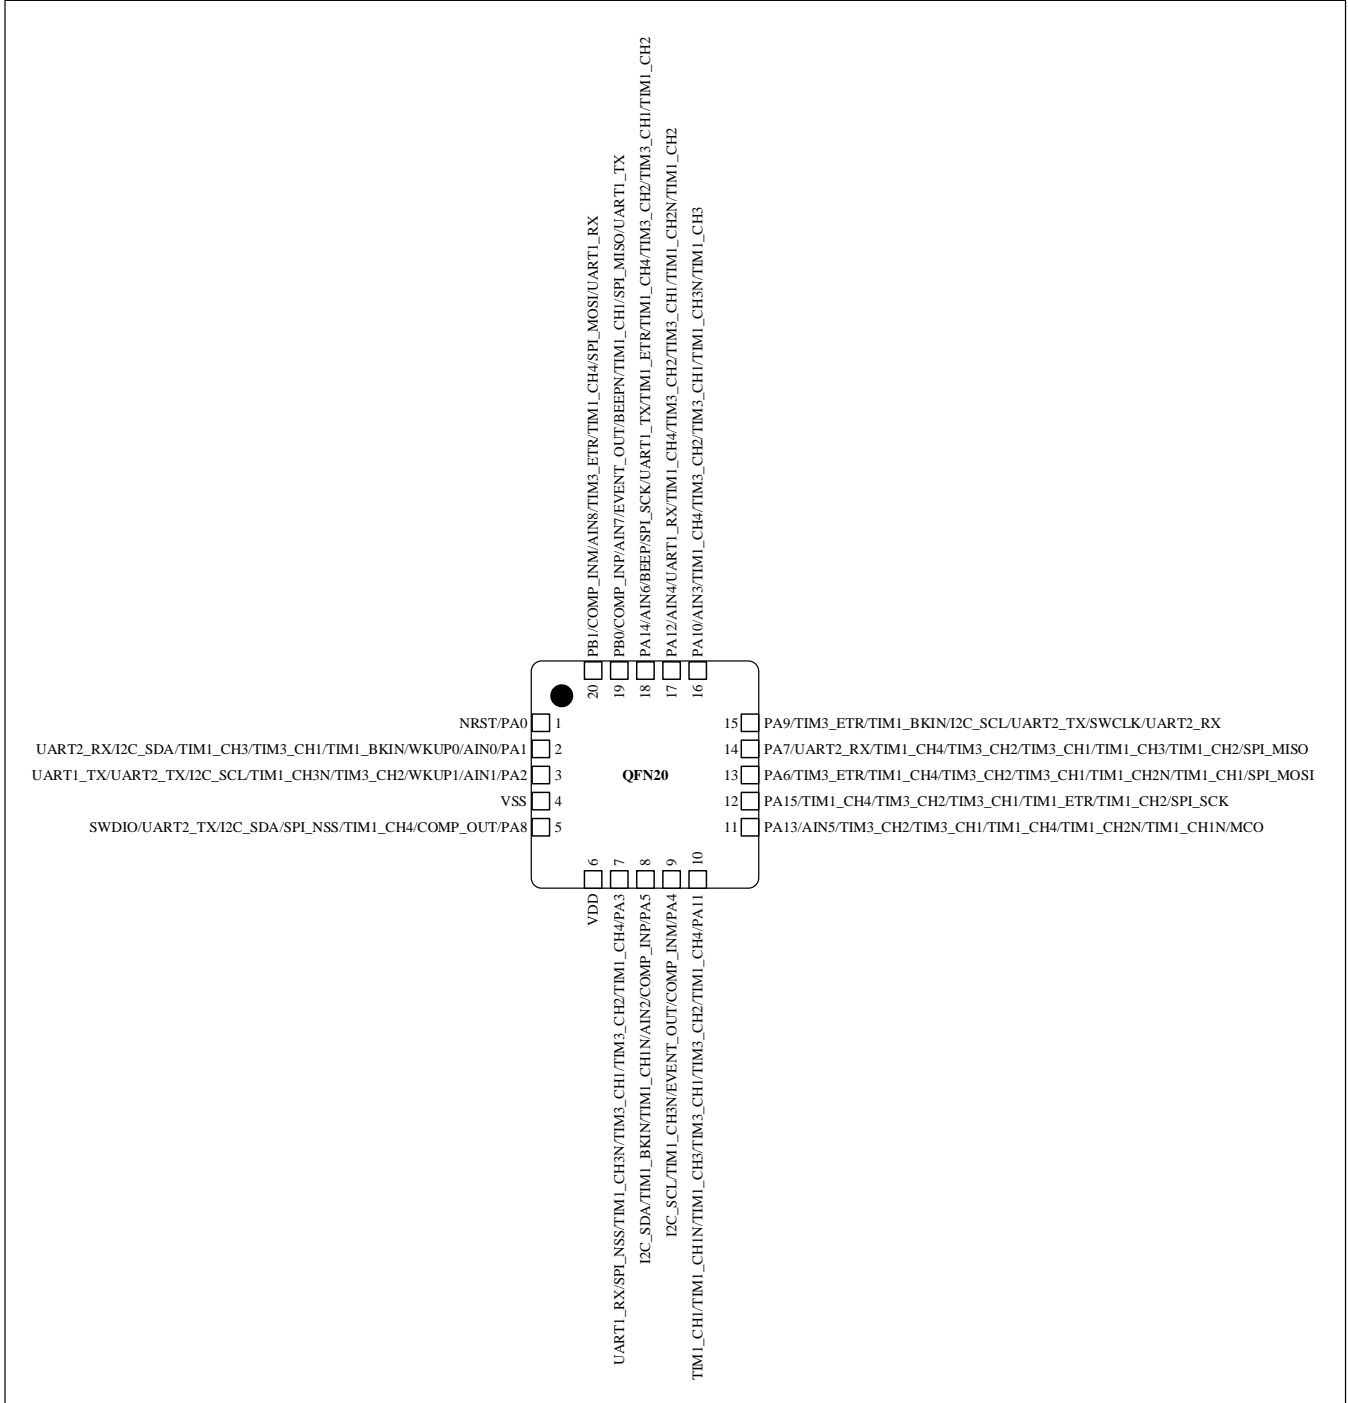 PB1/COMP_INM/AIN8/TIM3_ETR/TIM1_CH4/SPI_MOSI/UART1_RX
PB0/COMP_INP/AIN7/EVENT_OUT/BEEPN/TIM1_CH1/SPI_MISO/UART1_TX
PA14/AIN6/BEEP/SPI_SCK/UART1_TX/TIM1_ETR/TIM1_CH4/TIM3_CH2/TIM3_CH1/TIM1_CH2
PA12/AIN4/UART1_RX/TIM1_CH4/TIM3_CH2/TIM3_CH1/TIM1_CH2N/TIM1_CH2
PA10/AIN3/TIM1_CH4/TIM3_CH2/TIM3_CH1/TIM1_CH3N/TIM1_CH3
20
19
18
17
16
NRST/PA0 1
UART2_RX/I2C_SDA/TIM1_CH3/TIM3_CH1/TIM1_BKIN/WKUP0/AIN0/PA1 2
UART1_TX/UART2_TX/I2C_SCL/TIM1_CH3N/TIM3_CH2/WKUP1/AIN1/PA2 3
VSS 4
SWDIO/UART2_TX/I2C_SDA/SPI_NSS/TIM1_CH4/COMP_OUT/PA8 5
QFN20
15 PA9/TIM3_ETR/TIM1_BKIN/I2C_SCL/UART2_TX/SWCLK/UART2_RX
14 PA7/UART2_RX/TIM1_CH4/TIM3_CH2/TIM3_CH1/TIM1_CH3/TIM1_CH2/SPI_MISO
13 PA6/TIM3_ETR/TIM1_CH4/TIM3_CH2/TIM3_CH1/TIM1_CH2N/TIM1_CH1/SPI_MOSI
12 PA15/TIM1_CH4/TIM3_CH2/TIM3_CH1/TIM1_ETR/TIM1_CH2/SPI_SCK
11 PA13/AIN5/TIM3_CH2/TIM3_CH1/TIM1_CH4/TIM1_CH2N/TIM1_CH1N/MCO
6
7
8
9
10
VDD
UART1_RX/SPI_NSS/TIM1_CH3N/TIM3_CH1/TIM3_CH2/TIM1_CH4/PA3
I2C_SDA/TIM1_BKIN/TIM1_CH1N/AIN2/COMP_INP/PA5
I2C_SCL/TIM1_CH3N/EVENT_OUT/COMP_INM/PA4
TIM1_CH1/TIM1_CH1N/TIM1_CH3/TIM3_CH1/TIM3_CH2/TIM1_CH4/PA11